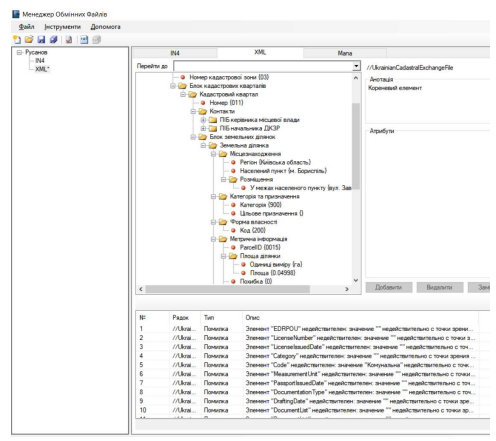 Менеджер Обмінних Файлів
Файл Інструменти Допомога
Русанов
IN4
XML*
IN4 XML Мапа
Перейти до
Номер кадастрової зони {03}
Блок кадастрових кварталів
Кадастровий квартал
Номер {011}
Контакти
ПІБ керівника місцевої влади
ПІБ начальника ДКЗР
Блок земельних ділянок
Земельна ділянка
Місцезнаходження
Регіон {Київська область}
Населений пункт {м. Бориспіль}
Розміщення
У межах населеного пункту {вул. Зав
Категорія та призначення
Категорія {900}
Цільове призначення {}
Форма власності
Код {200}
Метрична інформація
ParcelID {0015}
Площа ділянки
Одиниці виміру {га}
Площа {0.04998}
Похибка {0}
//UkrainianCadastralExchangeFile
Анотація
Кореневий елемент
Атрибути
Добавити Видалити Замі
№ Рядок Тип Опис
1 //Ukrai... Помилка Элемент "EDRPOU" недействителен: значение "" недействительно с точки зрени...
2 //Ukrai... Помилка Элемент "LicenseNumber" недействителен: значение "" недействительно с точки з...
3 //Ukrai... Помилка Элемент "LicenseIssuedDate" недействителен: значение "" недействительно с точ...
4 //Ukrai... Помилка Элемент "Category" недействителен: значение "" недействительно с точки зрения ...
5 //Ukrai... Помилка Элемент "Code" недействителен: значение "Комунальна" недействительно с точк...
6 //Ukrai... Помилка Элемент "MeasurementUnit" недействителен: значение "" недействительно с точки ...
7 //Ukrai... Помилка Элемент "PassportIssuedDate" недействителен: значение "" недействительно с точ...
8 //Ukrai... Помилка Элемент "DocumentationType" недействителен: значение "" недействительно с точ...
9 //Ukrai... Помилка Элемент "DraftingDate" недействителен: значение "" недействительно с точки зре...
10 //Ukrai... Помилка Элемент "DocumentList" недействителен: значение "" недействительно с точки зр...